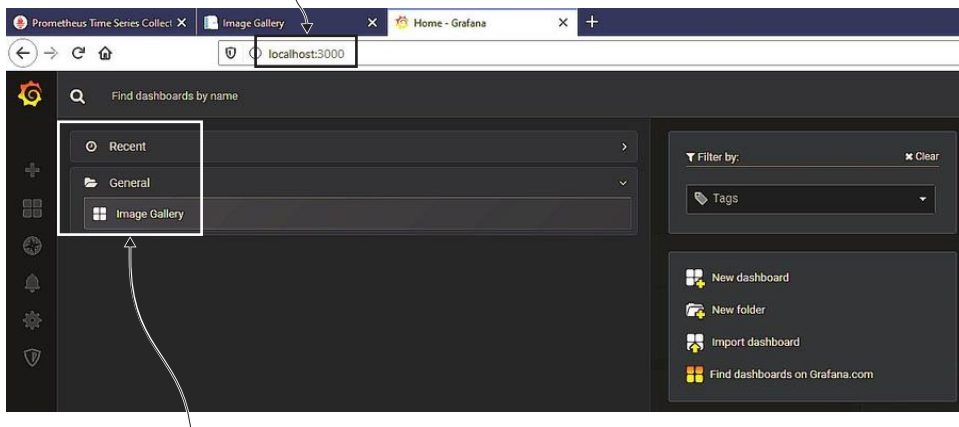 Prometheus Time Series Collect
Image Gallery
Home - Grafana
localhost:3000
Find dashboards by name
Recent
General
Image Gallery
Filter by:
Clear
Tags
New dashboard
New folder
Import dashboard
Find dashboards on Grafana.com